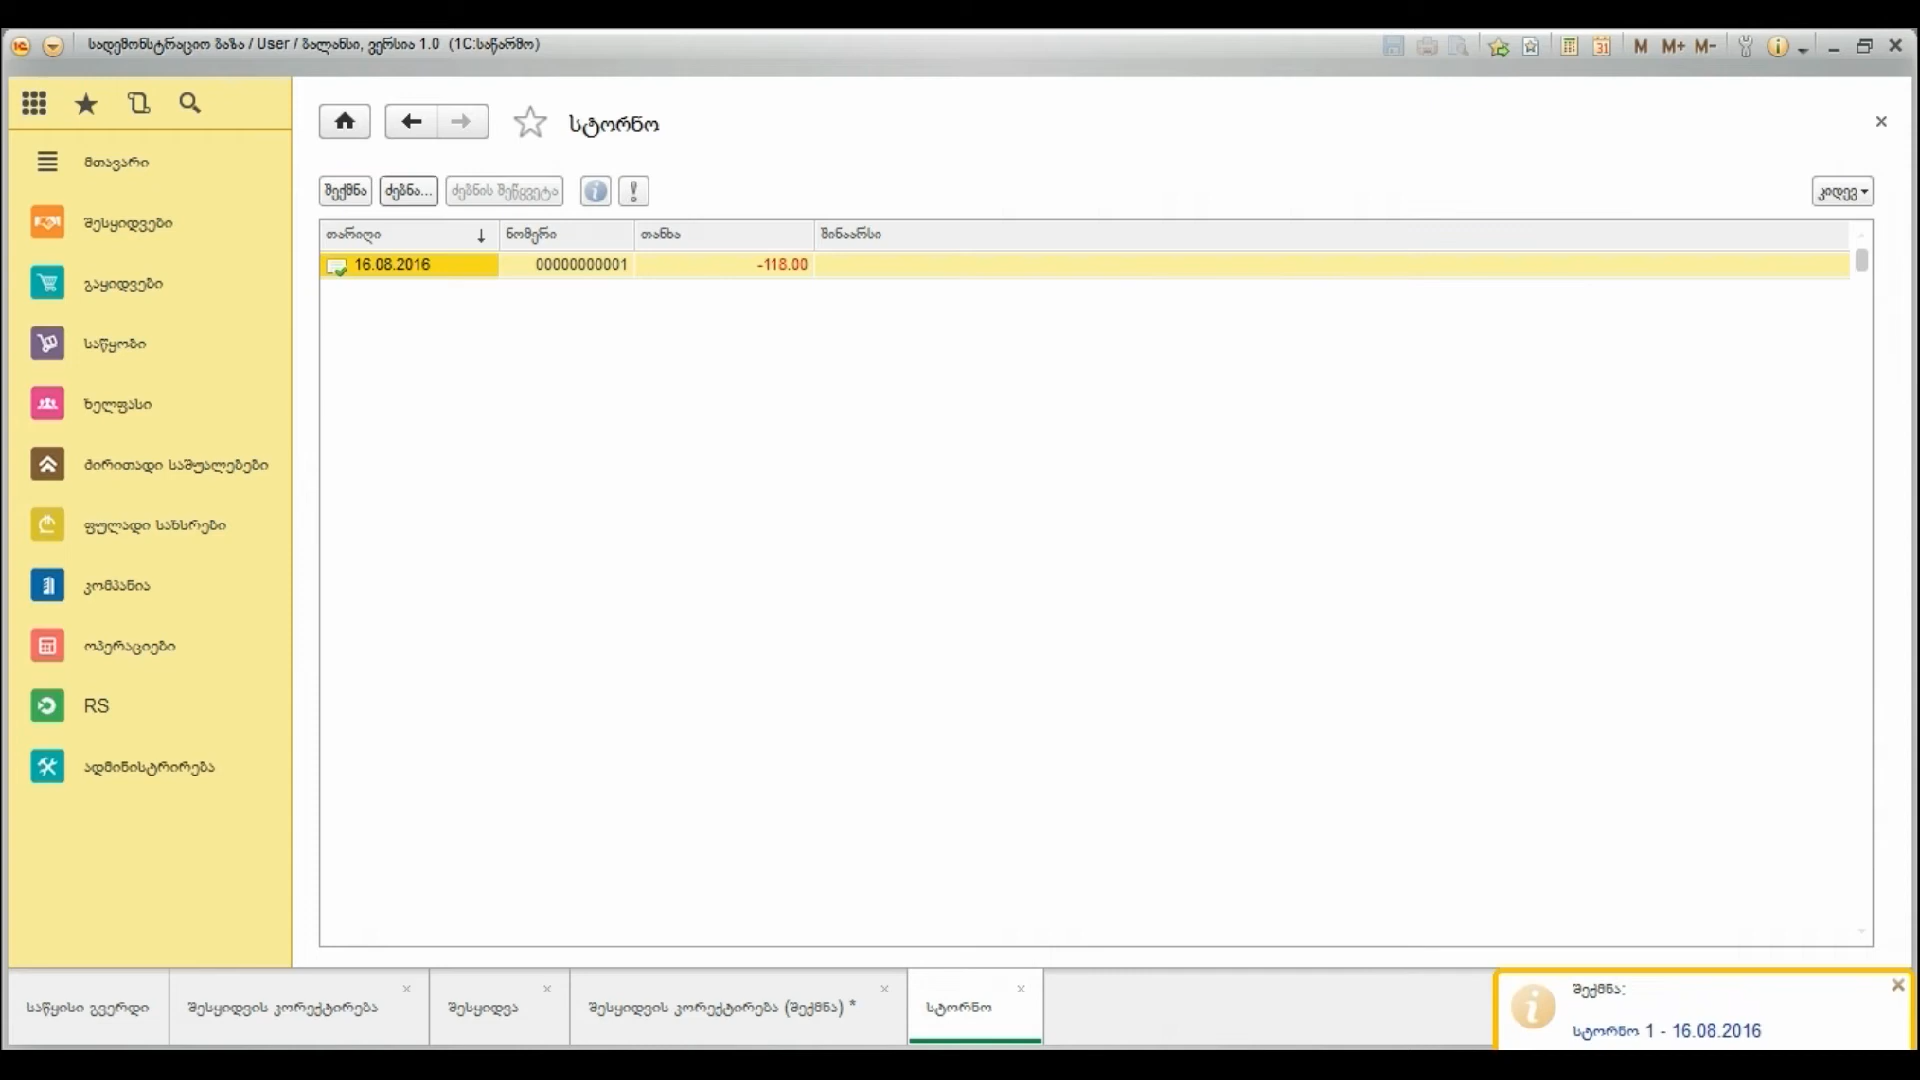 სადემონსტრაციო ბაზა / User / ბალანსი, ვერსია 1.0 (1C:საწარმო)
31 M M+ M-
სტორნო
მთავარი
შესყიდვები
გაყიდვები
საწყობი
ხელფასი
ძირითადი საშუალებები
ფულადი სახსრები
კომპანია
ოპერაციები
RS
ადმინისტრირება
შექმნა ძებნა... ძებნის შეწყვეტა კიდევ
თარიღი ნომერი თანხა შინაარსი
16.08.2016 00000000001 -118.00
საწყისი გვერდი შესყიდვის კორექტირება შესყიდვა შესყიდვის კორექტირება (შექმნა) * სტორნო
შექმნა:
სტორნო 1 - 16.08.2016